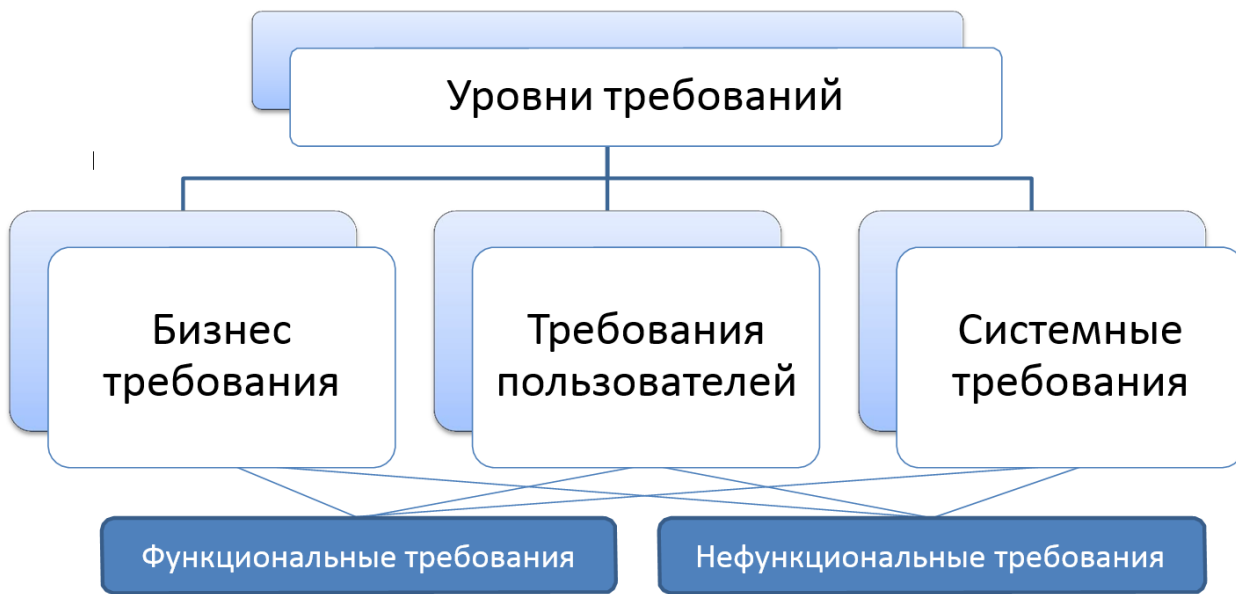 Уровни требований
Бизнес
требования
Требования
пользователей
Системные
требования
Функциональные требования
Нефункциональные требования